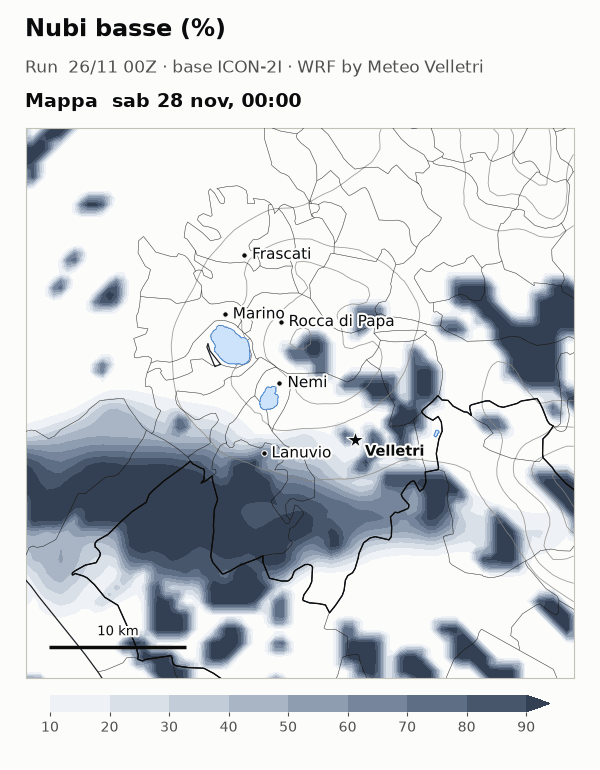 Nubi basse (%)
Run  26/11 00Z · base ICON-2I · WRF by Meteo Velletri
Mappa  sab 28 nov, 00:00
Frascati
Marino
Rocca di Papa
Nemi
Velletri
Lanuvio
10 km
10 20 30 40 50 60 70 80 90